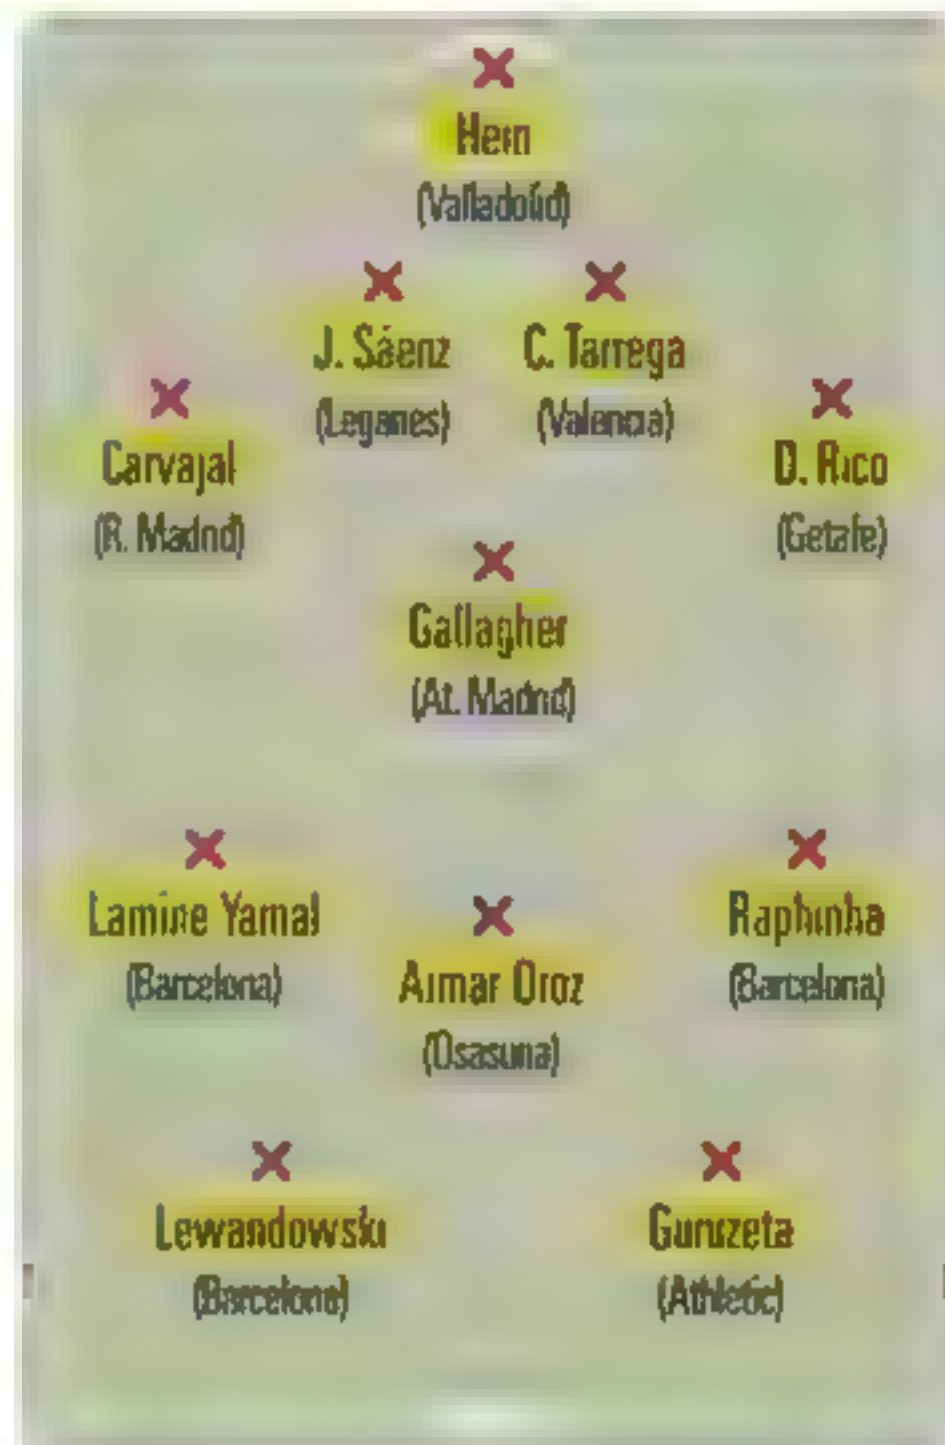 Hein
(Valladolid)
J. Sáenz
C. Tarrega
(Leganés)
(Valencia)
Carvajal
D. Rico
(R. Madrid)
(Getafe)
Gallagher
(At. Madrid)
Lamine Yamal
Raphinha
(Barcelona)
Aimar Oroz
(Barcelona)
(Osasuna)
Lewandowski
Guruzeta
(Barcelona)
(Athletic)